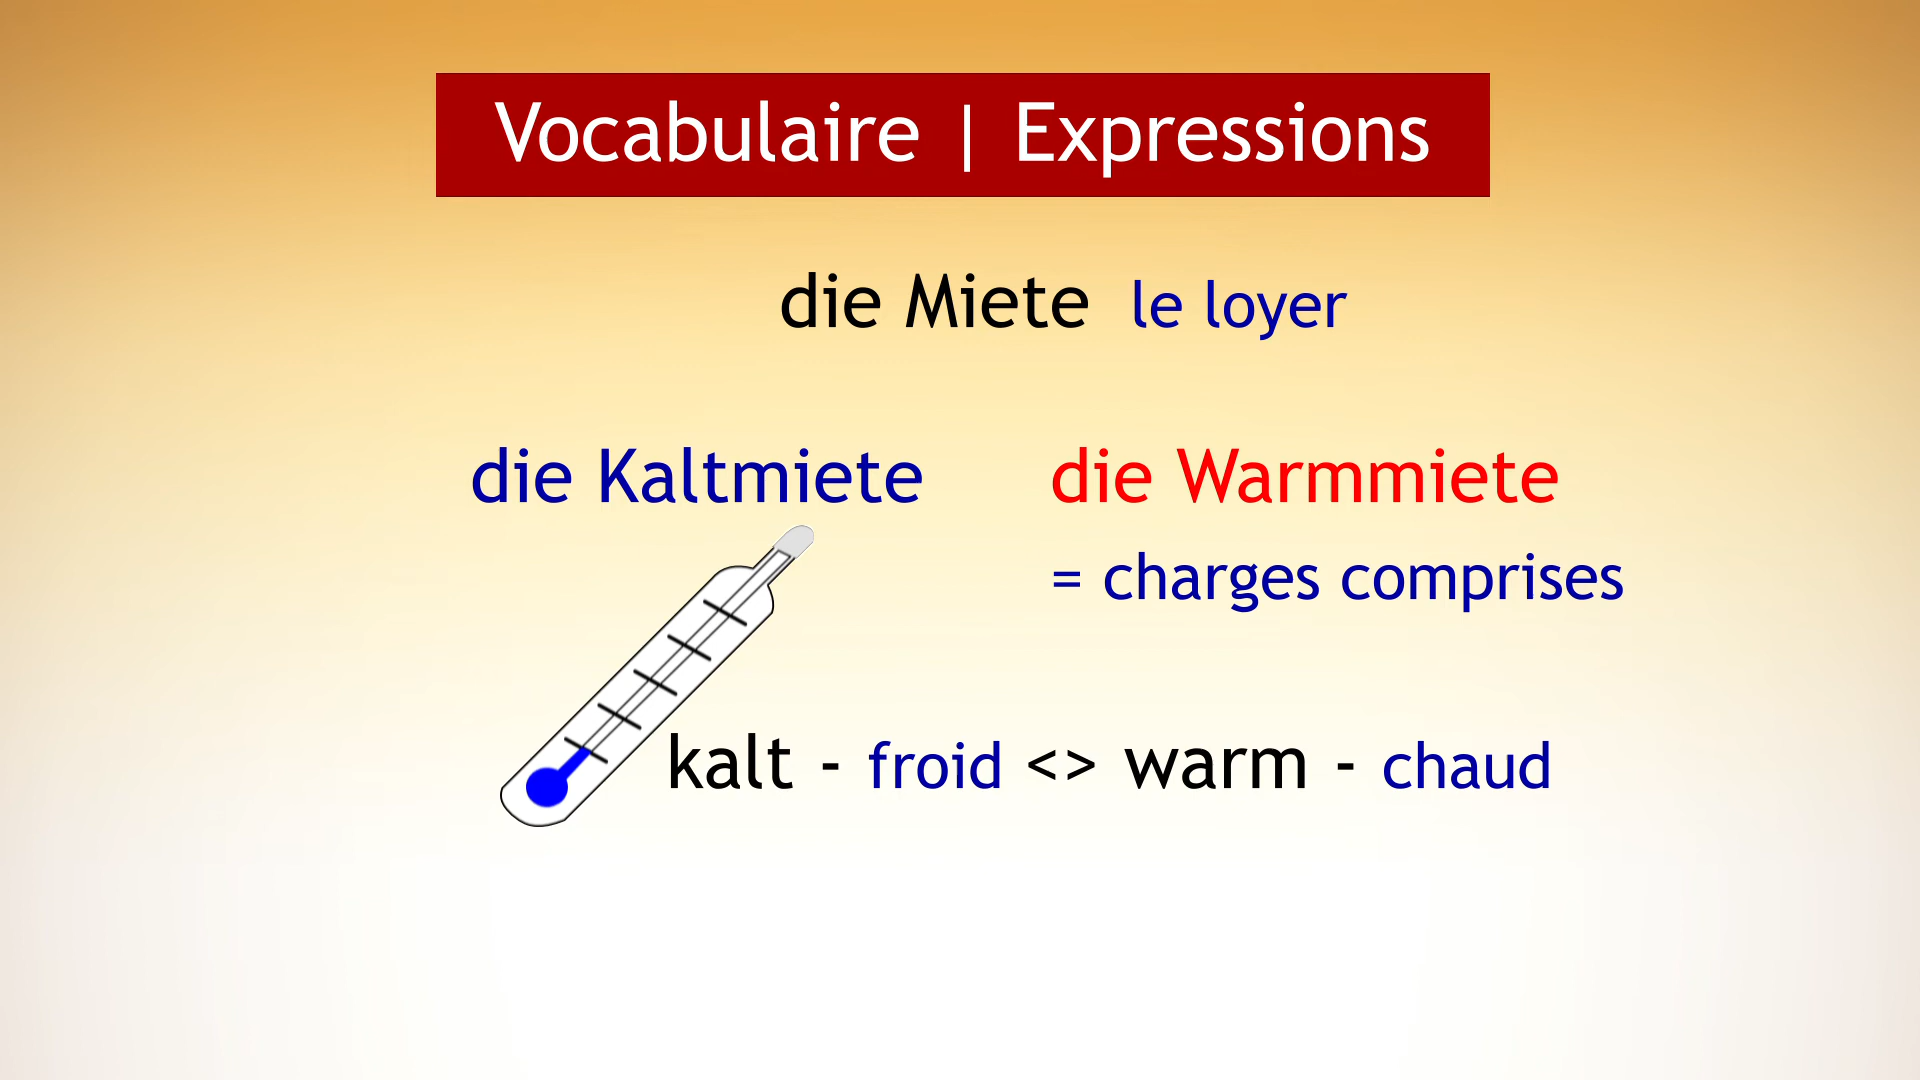 Vocabulaire | Expressions
die Miete le loyer
die Kaltmiete die Warmmiete
= charges comprises
kalt - froid <> warm - chaud